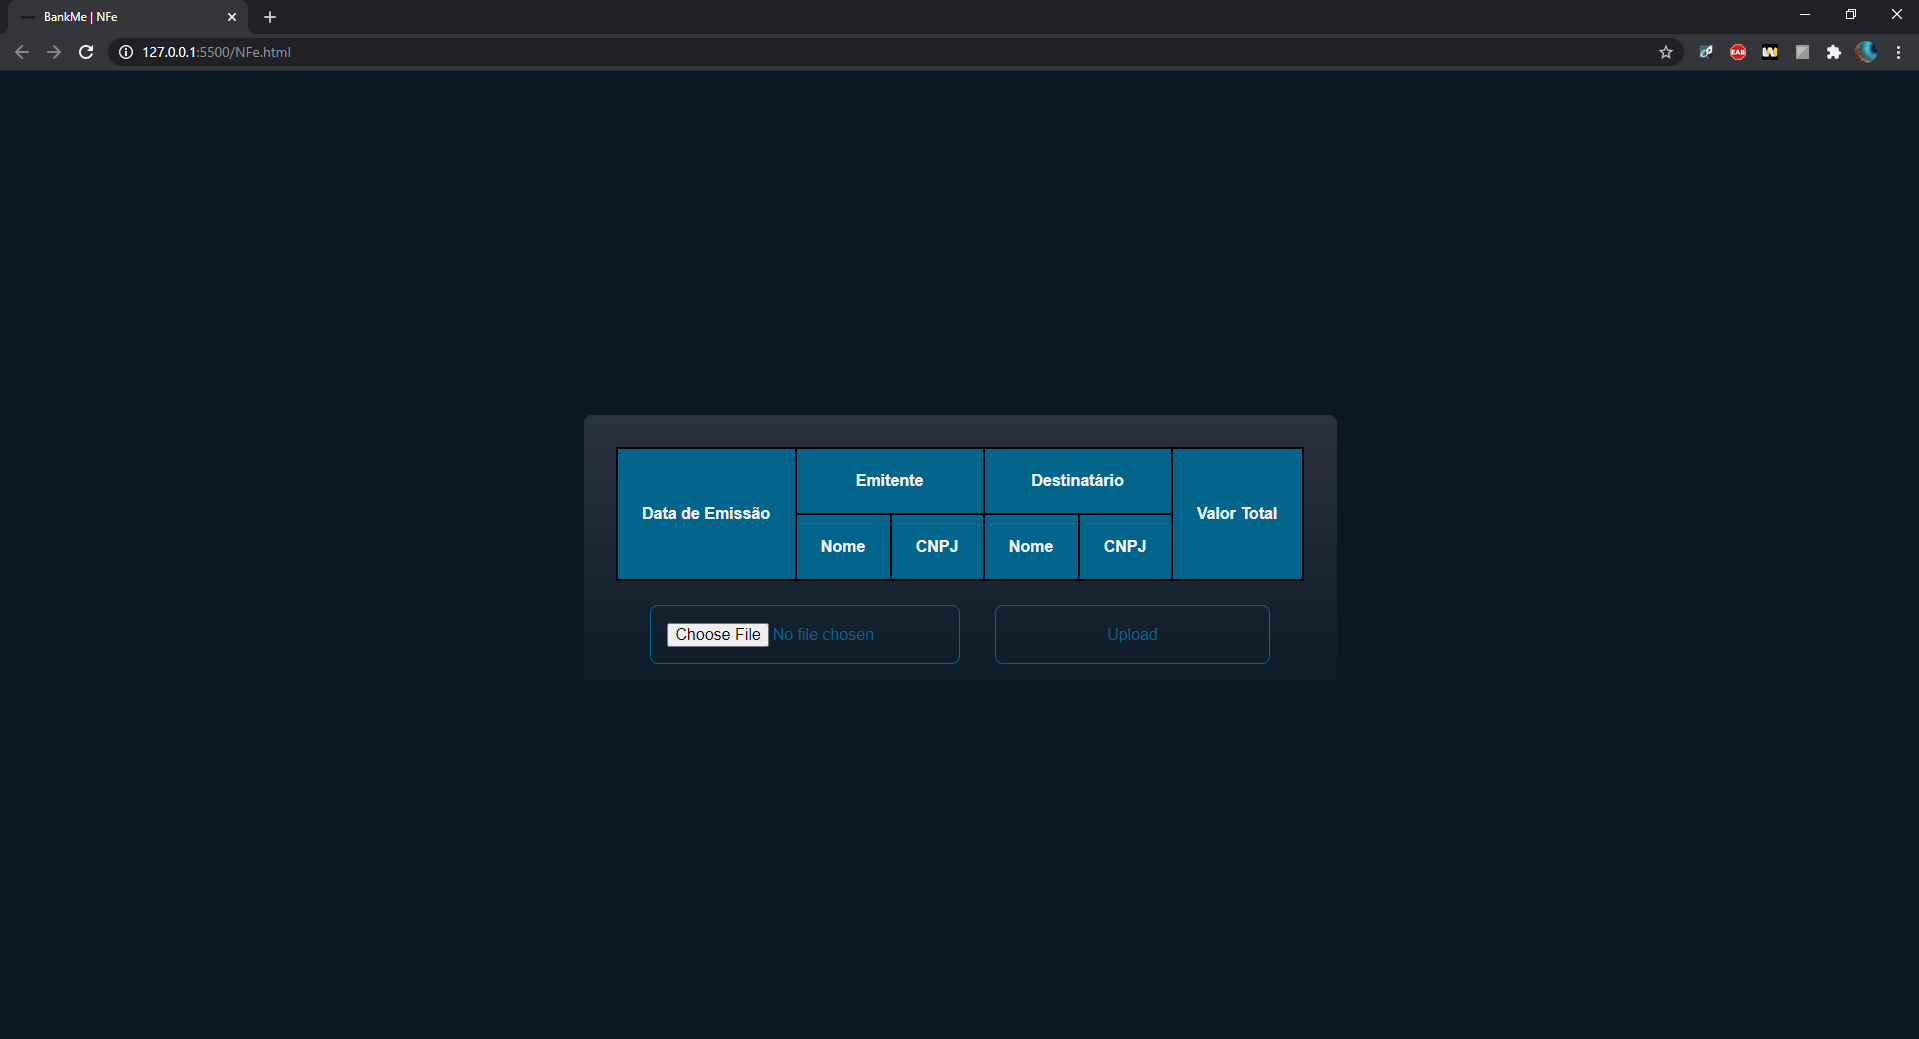 BankMe | NFe
127.0.0.1:5500/NFe.html
EAB
Data de Emissão
Emitente
Destinatário
Valor Total
Nome
CNPJ
Nome
CNPJ
Choose File No file chosen
Upload